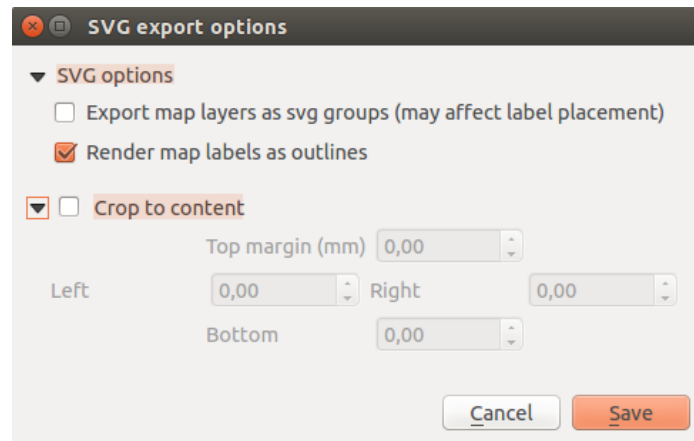 SVG export options
SVG options
Export map layers as svg groups (may affect label placement)
Render map labels as outlines
Crop to content
Top margin (mm) 0,00
Left 0,00 Right 0,00
Bottom 0,00
Cancel Save